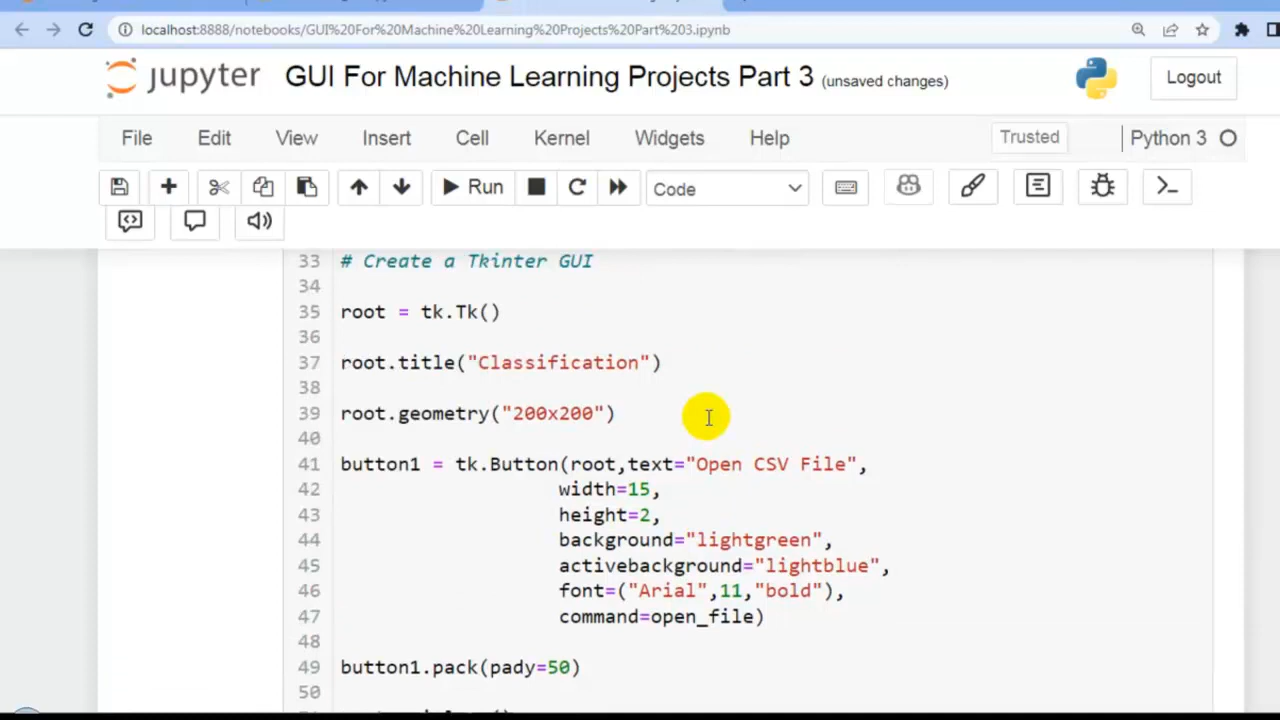 localhost:8888/notebooks/GUI%20For%20Machine%20Learning%20Projects%20Part%203.ipynb
jupyter GUI For Machine Learning Projects Part 3 (unsaved changes) Logout
File Edit View Insert Cell Kernel Widgets Help Trusted Python 3
Run Code
33 # Create a Tkinter GUI
34
35 root = tk.Tk()
36
37 root.title("Classification")
38
39 root.geometry("200x200")
40
41 button1 = tk.Button(root,text="Open CSV File",
42 width=15,
43 height=2,
44 background="lightgreen",
45 activebackground="lightblue",
46 font=("Arial",11,"bold"),
47 command=open_file)
48
49 button1.pack(pady=50)
50